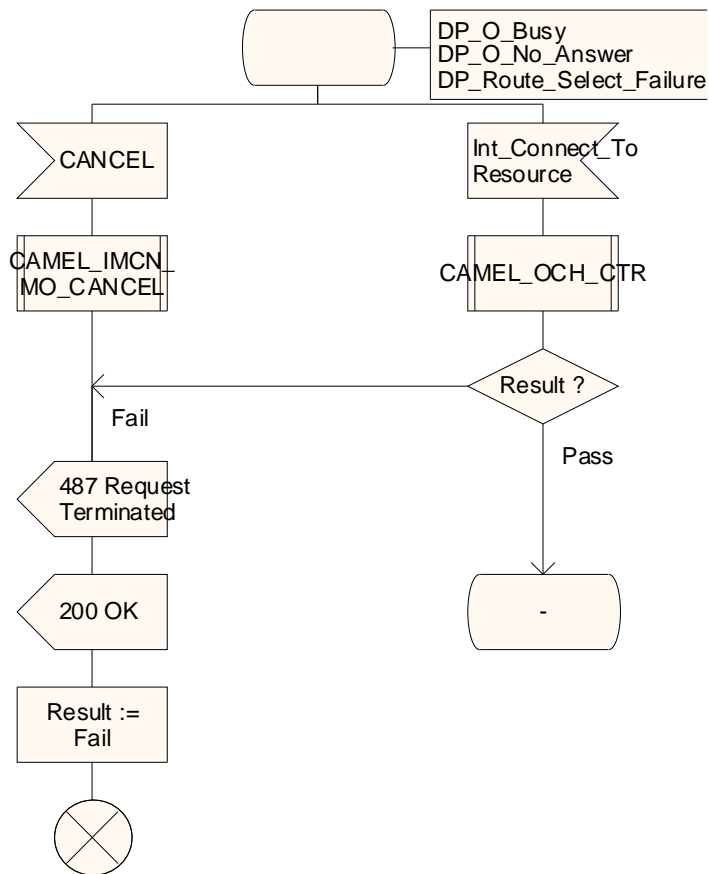 DP_O_Busy
DP_O_No_Answer
DP_Route_Select_Failure
CANCEL
Int_Connect_To
Resource
CAMEL_IMCN_
MO_CANCEL
CAMEL_OCH_CTR
Result ?
Fail
Pass
487 Request
Terminated
200 OK
-
Result :=
Fail